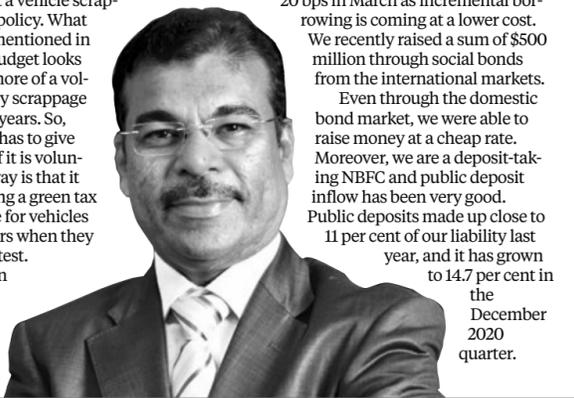 a vehicle scrap-
policy. What
mentioned in
udget looks
more of a vol-
y scrappage
years. So,
has to give
f it is volun-
way is that it
ng a green tax
e for vehicles
rs when they
test.
n
20 bps in March as incremental bor-
rowing is coming at a lower cost.
We recently raised a sum of $500
million through social bonds
from the international markets.
Even through the domestic
bond market, we were able to
raise money at a cheap rate.
Moreover, we are a deposit-tak-
ing NBFC and public deposit
inflow has been very good.
Public deposits made up close to
11 per cent of our liability last
year, and it has grown
to 14.7 per cent in
the
December
2020
quarter.